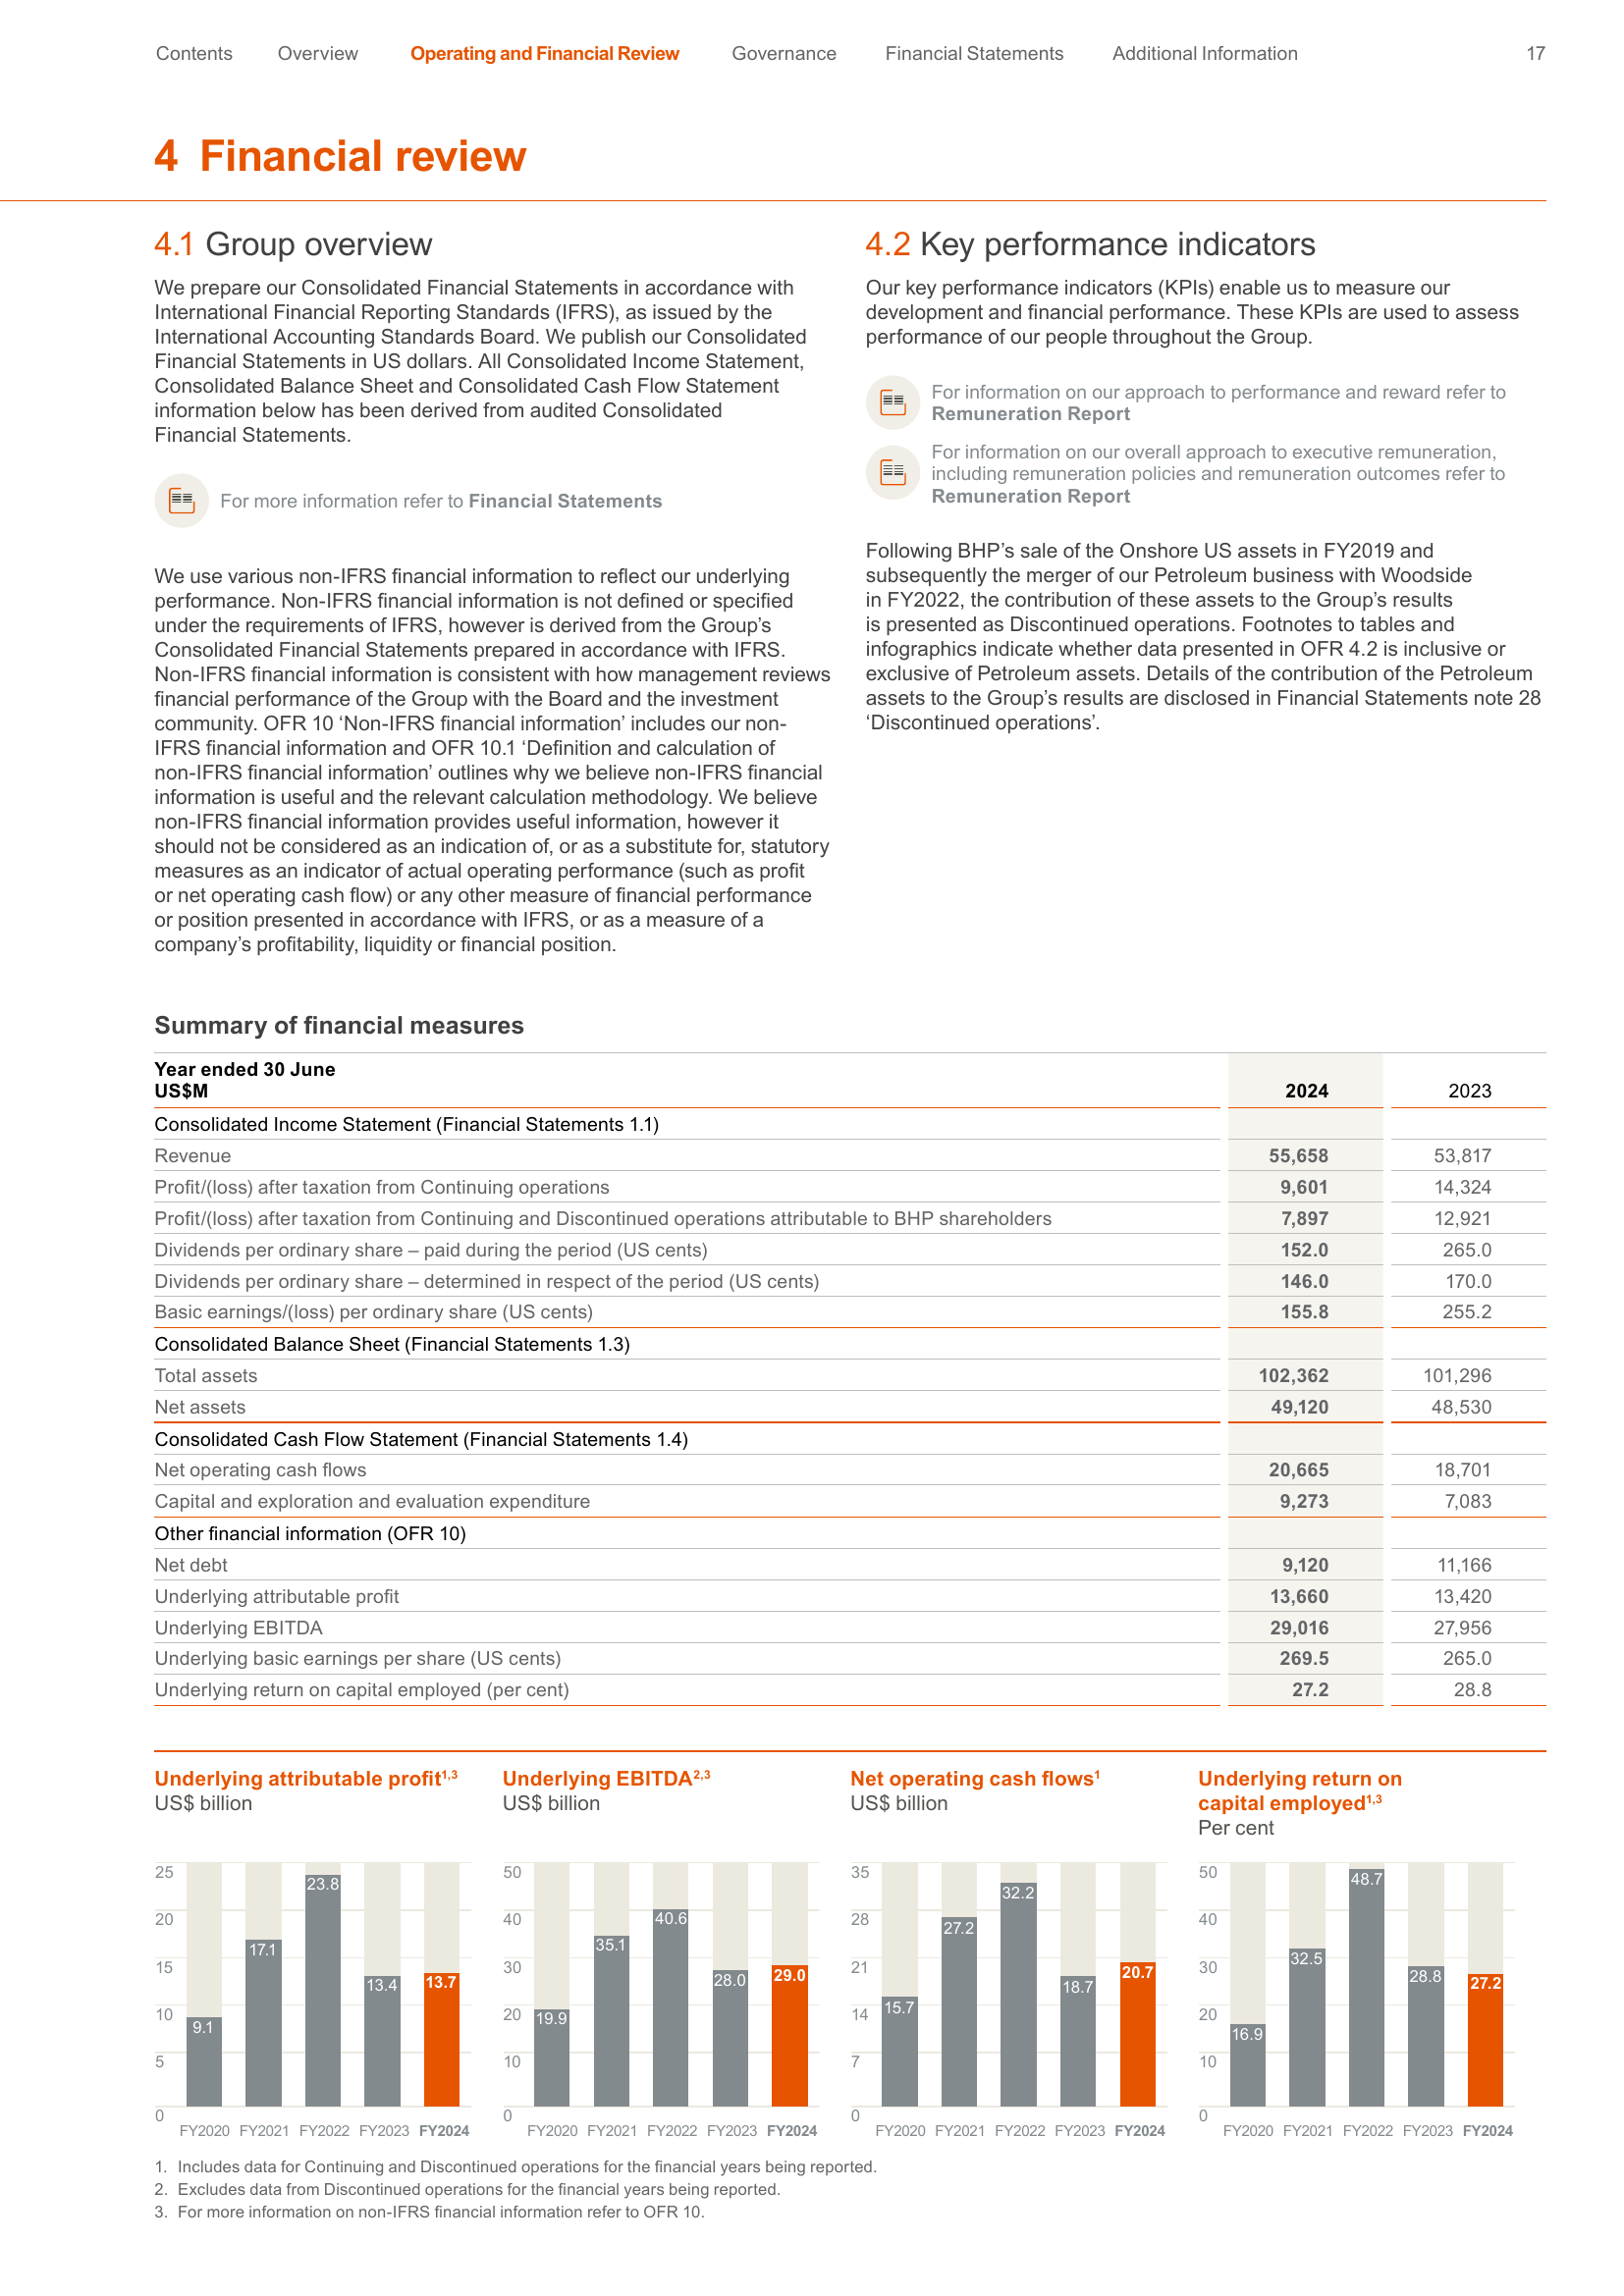 Contents Overview Operating and Financial Review Governance Financial Statements Additional Information 17
4 Financial review
4.1 Group overview
We prepare our Consolidated Financial Statements in accordance with
International Financial Reporting Standards (IFRS), as issued by the
International Accounting Standards Board. We publish our Consolidated
Financial Statements in US dollars. All Consolidated Income Statement,
Consolidated Balance Sheet and Consolidated Cash Flow Statement
information below has been derived from audited Consolidated
Financial Statements.
For more information refer to Financial Statements
We use various non-IFRS financial information to reflect our underlying
performance. Non-IFRS financial information is not defined or specified
under the requirements of IFRS, however is derived from the Group’s
Consolidated Financial Statements prepared in accordance with IFRS.
Non-IFRS financial information is consistent with how management reviews
financial performance of the Group with the Board and the investment
community. OFR 10 ‘Non-IFRS financial information’ includes our non-
IFRS financial information and OFR 10.1 ‘Definition and calculation of
non-IFRS financial information’ outlines why we believe non-IFRS financial
information is useful and the relevant calculation methodology. We believe
non-IFRS financial information provides useful information, however it
should not be considered as an indication of, or as a substitute for, statutory
measures as an indicator of actual operating performance (such as profit
or net operating cash flow) or any other measure of financial performance
or position presented in accordance with IFRS, or as a measure of a
company’s profitability, liquidity or financial position.
4.2 Key performance indicators
Our key performance indicators (KPIs) enable us to measure our
development and financial performance. These KPIs are used to assess
performance of our people throughout the Group.
For information on our approach to performance and reward refer to
Remuneration Report
For information on our overall approach to executive remuneration,
including remuneration policies and remuneration outcomes refer to
Remuneration Report
Following BHP’s sale of the Onshore US assets in FY2019 and
subsequently the merger of our Petroleum business with Woodside
in FY2022, the contribution of these assets to the Group’s results
is presented as Discontinued operations. Footnotes to tables and
infographics indicate whether data presented in OFR 4.2 is inclusive or
exclusive of Petroleum assets. Details of the contribution of the Petroleum
assets to the Group’s results are disclosed in Financial Statements note 28
‘Discontinued operations’.
Summary of financial measures
Year ended 30 June
US$M 2024 2023
Consolidated Income Statement (Financial Statements 1.1)
Revenue 55,658 53,817
Profit/(loss) after taxation from Continuing operations 9,601 14,324
Profit/(loss) after taxation from Continuing and Discontinued operations attributable to BHP shareholders 7,897 12,921
Dividends per ordinary share – paid during the period (US cents) 152.0 265.0
Dividends per ordinary share – determined in respect of the period (US cents) 146.0 170.0
Basic earnings/(loss) per ordinary share (US cents) 155.8 255.2
Consolidated Balance Sheet (Financial Statements 1.3)
Total assets 102,362 101,296
Net assets 49,120 48,530
Consolidated Cash Flow Statement (Financial Statements 1.4)
Net operating cash flows 20,665 18,701
Capital and exploration and evaluation expenditure 9,273 7,083
Other financial information (OFR 10)
Net debt 9,120 11,166
Underlying attributable profit 13,660 13,420
Underlying EBITDA 29,016 27,956
Underlying basic earnings per share (US cents) 269.5 265.0
Underlying return on capital employed (per cent) 27.2 28.8
Underlying attributable profit1,3
US$ billion
25
20
15
10
5
0
9.1 17.1 23.8 13.4 13.7
FY2020 FY2021 FY2022 FY2023 FY2024
Underlying EBITDA2,3
US$ billion
50
40
30
20
10
0
19.9 35.1 40.6 28.0 29.0
FY2020 FY2021 FY2022 FY2023 FY2024
Net operating cash flows1
US$ billion
35
28
21
14
7
0
15.7 27.2 32.2 18.7 20.7
FY2020 FY2021 FY2022 FY2023 FY2024
Underlying return on
capital employed1,3
Per cent
50
40
30
20
10
0
16.9 32.5 48.7 28.8 27.2
FY2020 FY2021 FY2022 FY2023 FY2024
1. Includes data for Continuing and Discontinued operations for the financial years being reported.
2. Excludes data from Discontinued operations for the financial years being reported.
3. For more information on non-IFRS financial information refer to OFR 10.